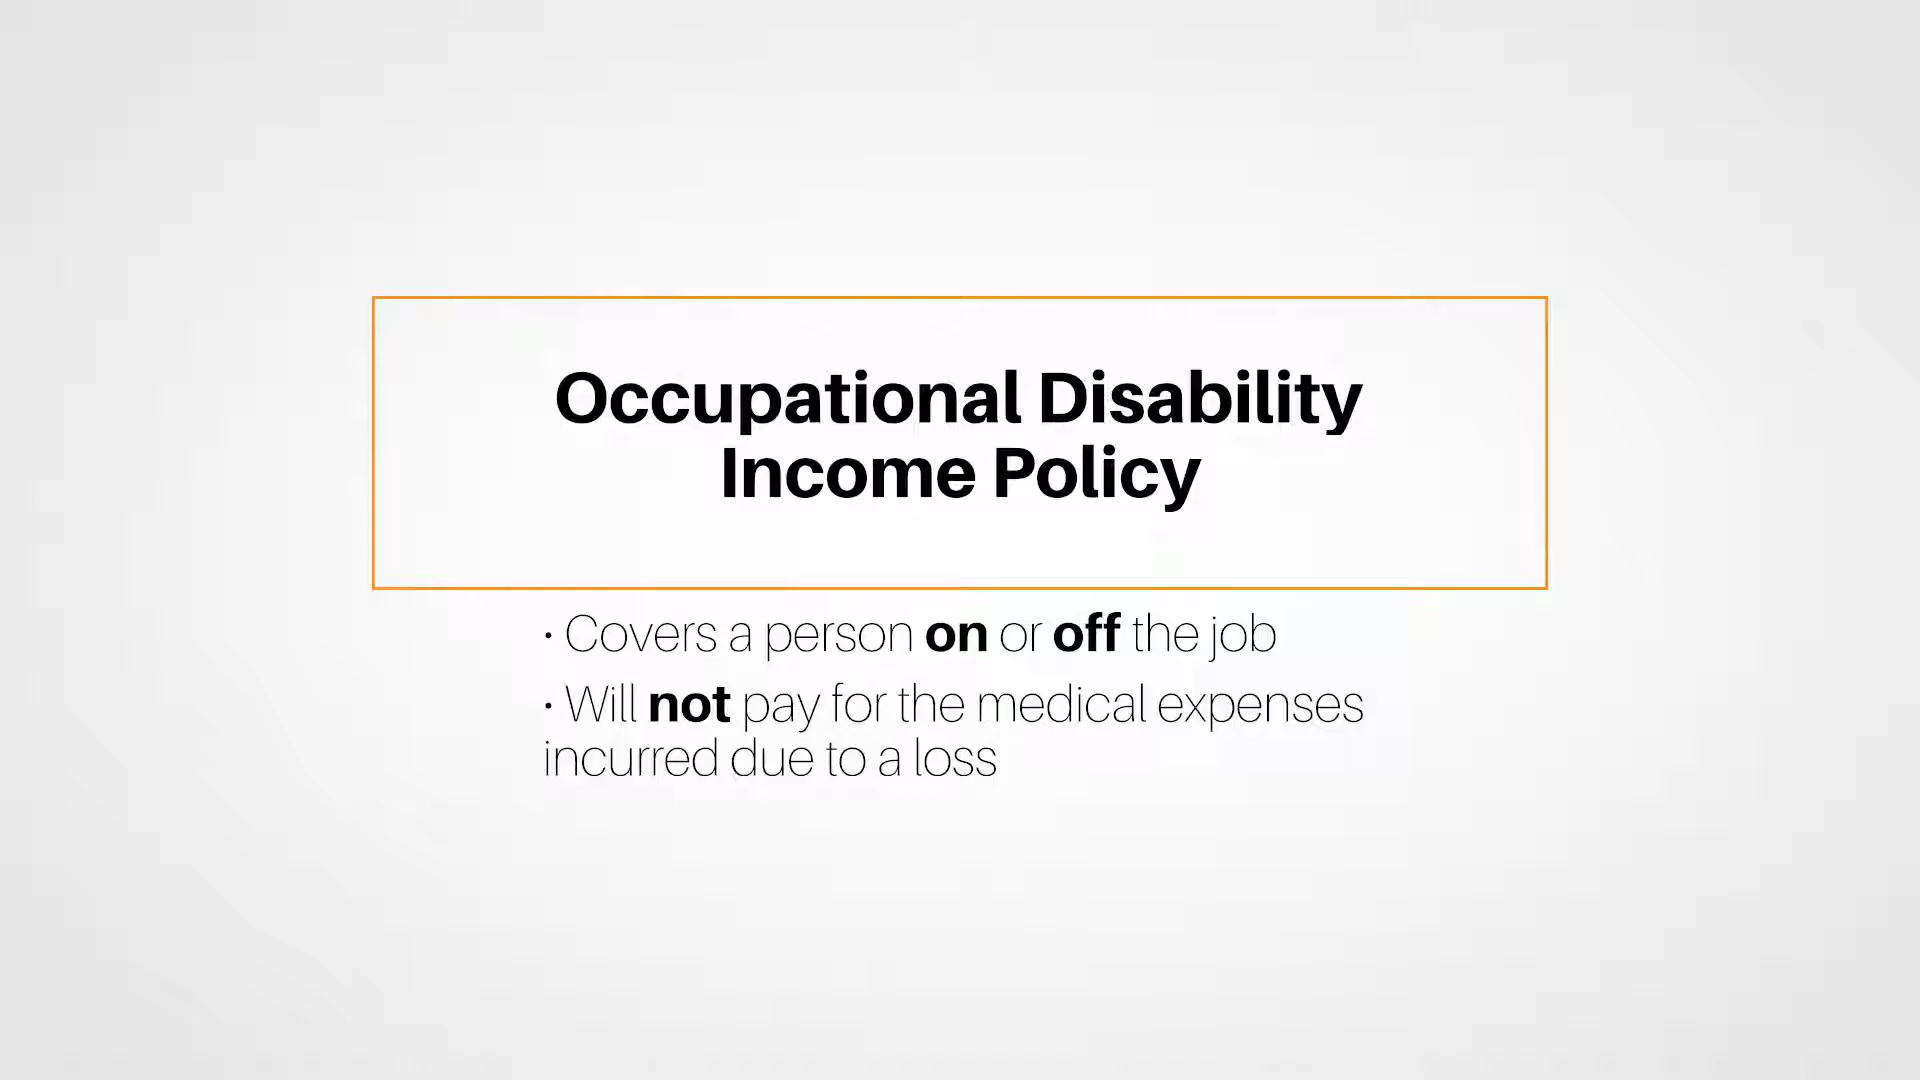 Occupational Disability
Income Policy
· Covers a person on or off the job
· Will not pay for the medical expenses
incurred due to a loss